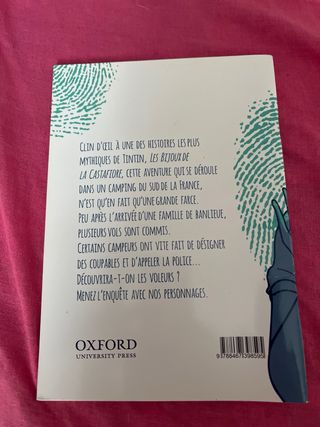 Clin d'œil à une des histoires les plus
mythiques de Tintin, Les Bijoux de
la Castafiore, cette aventure qui se déroule
dans un camping du sud de la France,
n'est qu'en fait qu'une grande farce.
Peu après l'arrivée d'une famille de banlieue,
plusieurs vols sont commis.
Certains campeurs ont vite fait de désigner
des coupables et d'appeler la police...
Découvrira-t-on les voleurs ?
Menez l'enquête avec nos personnages.
OXFORD
UNIVERSITY PRESS
9788467398595